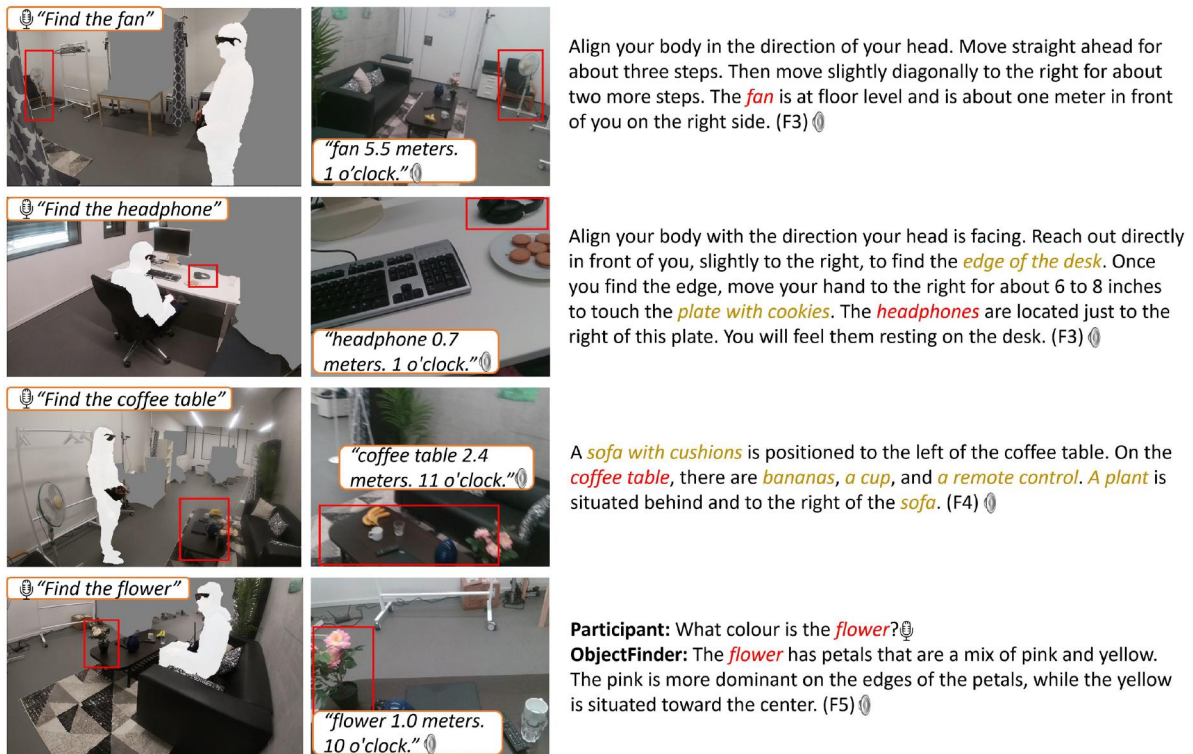 "Find the fan"
"fan 5.5 meters.
1 o'clock."
Align your body in the direction of your head. Move straight ahead for
about three steps. Then move slightly diagonally to the right for about
two more steps. The fan is at floor level and is about one meter in front
of you on the right side. (F3)
"Find the headphone"
"headphone 0.7
meters. 1 o'clock."
Align your body with the direction your head is facing. Reach out directly
in front of you, slightly to the right, to find the edge of the desk. Once
you find the edge, move your hand to the right for about 6 to 8 inches
to touch the plate with cookies. The headphones are located just to the
right of this plate. You will feel them resting on the desk. (F3)
"Find the coffee table"
"coffee table 2.4
meters. 11 o'clock."
A sofa with cushions is positioned to the left of the coffee table. On the
coffee table, there are bananas, a cup, and a remote control. A plant is
situated behind and to the right of the sofa. (F4)
"Find the flower"
"flower 1.0 meters.
10 o'clock."
Participant: What colour is the flower?
ObjectFinder: The flower has petals that are a mix of pink and yellow.
The pink is more dominant on the edges of the petals, while the yellow
is situated toward the center. (F5)